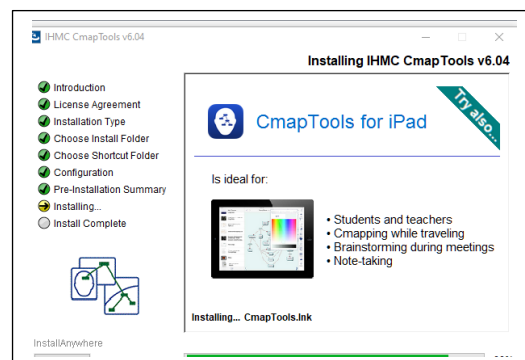 IHMC CmapTools v6.04
Installing IHMC CmapTools v6.04
Introduction
License Agreement
Installation Type
Choose Install Folder
Choose Shortcut Folder
Configuration
Pre-Installation Summary
Installing...
Install Complete
Try also...
CmapTools for iPad
Is ideal for:
• Students and teachers
• Cmapping while traveling
• Brainstorming during meetings
• Note-taking
Installing... CmapTools.lnk
InstallAnywhere